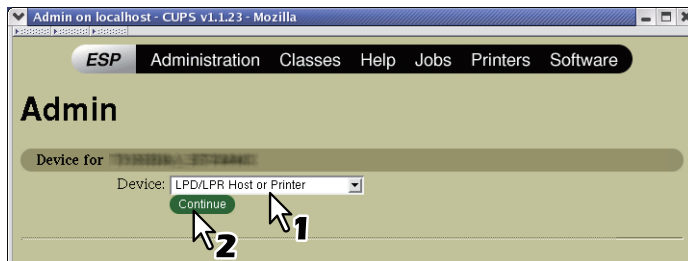 Admin on localhost - CUPS v1.1.23 - Mozilla
ESP Administration Classes Help Jobs Printers Software
Admin
Device for
Device: LPD/LPR Host or Printer
Continue
1
2